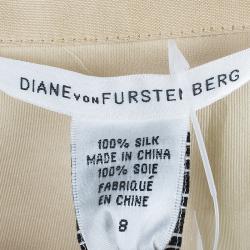 DIANE VON FURSTENBERG
100% SILK
MADE IN CHINA
100% SOIE
FABRIQUÉ
EN CHINE
8